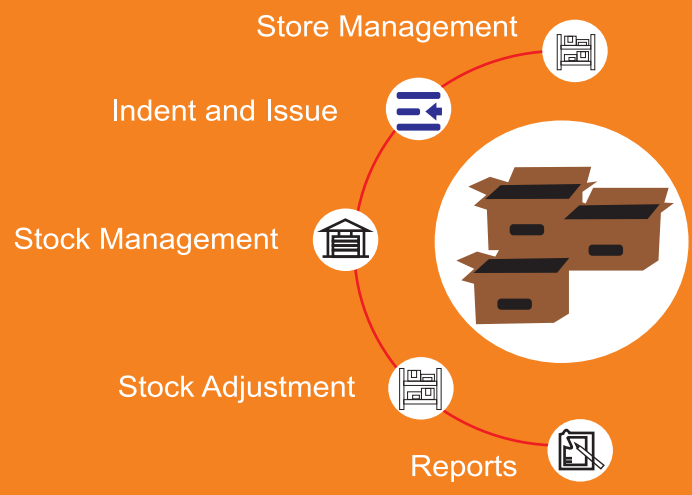 Store Management
Indent and Issue
Stock Management
Stock Adjustment
Reports